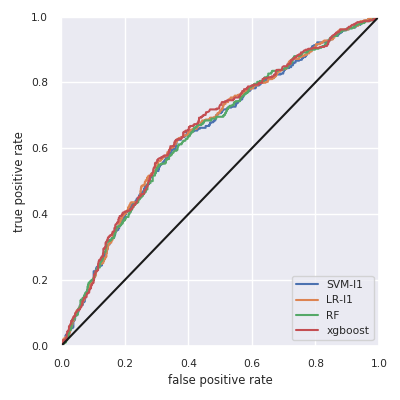 1.0
0.8
0.6
0.4
0.2
0.0
true positive rate
0.0 0.2 0.4 0.6 0.8 1.0
false positive rate
SVM-l1
LR-l1
RF
xgboost